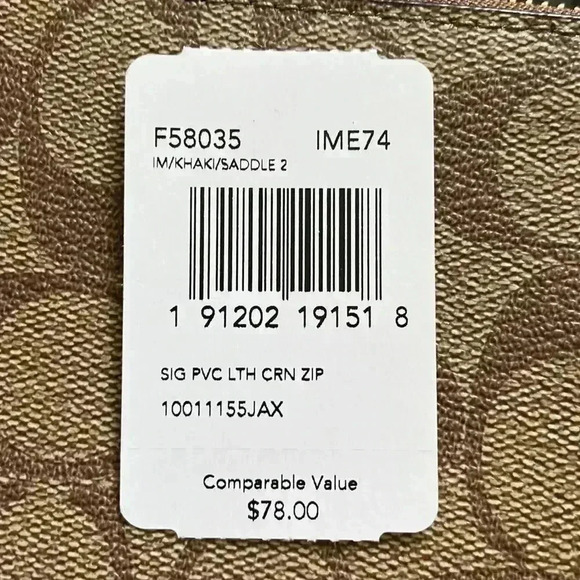 F58035 IME74
IM/KHAKI/SADDLE 2
1 91202 19151 8
SIG PVC LTH CRN ZIP
10011155JAX
Comparable Value
$78.00